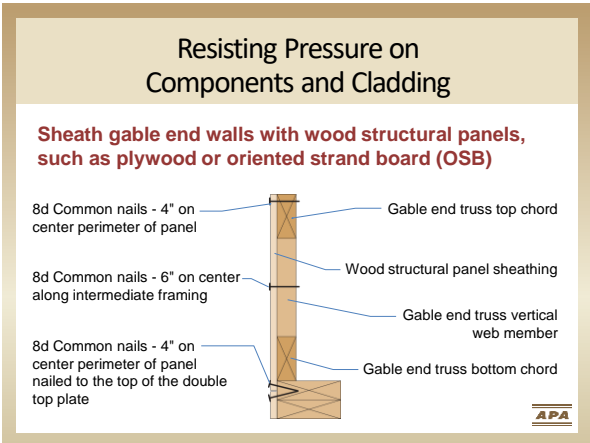 Resisting Pressure on
Components and Cladding
Sheath gable end walls with wood structural panels,
such as plywood or oriented strand board (OSB)
8d Common nails - 4" on
center perimeter of panel
8d Common nails - 6" on center
along intermediate framing
8d Common nails - 4" on
center perimeter of panel
nailed to the top of the double
top plate
Gable end truss top chord
Wood structural panel sheathing
Gable end truss vertical
web member
Gable end truss bottom chord
APA